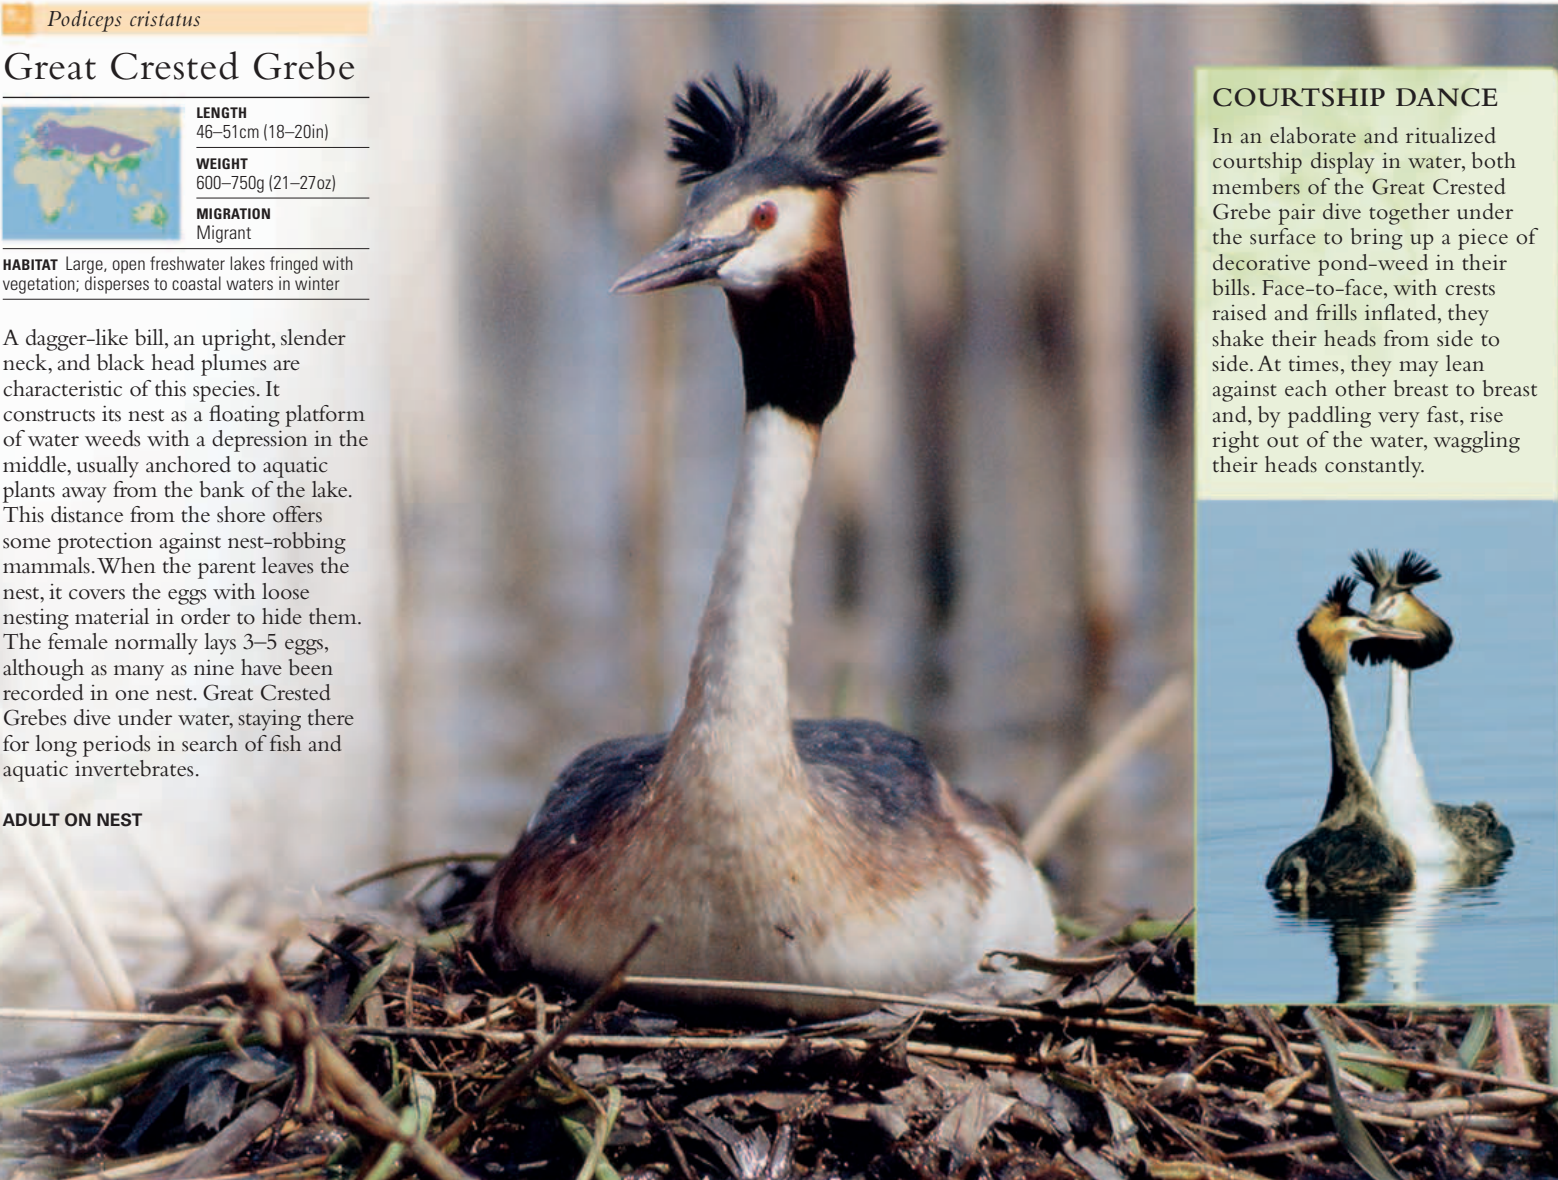 Podiceps cristatus
Great Crested Grebe
LENGTH
46–51cm (18–20in)
WEIGHT
600–750g (21–27oz)
MIGRATION
Migrant
HABITAT Large, open freshwater lakes fringed with
vegetation; disperses to coastal waters in winter
A dagger-like bill, an upright, slender
neck, and black head plumes are
characteristic of this species. It
constructs its nest as a floating platform
of water weeds with a depression in the
middle, usually anchored to aquatic
plants away from the bank of the lake.
This distance from the shore offers
some protection against nest-robbing
mammals. When the parent leaves the
nest, it covers the eggs with loose
nesting material in order to hide them.
The female normally lays 3–5 eggs,
although as many as nine have been
recorded in one nest. Great Crested
Grebes dive under water, staying there
for long periods in search of fish and
aquatic invertebrates.
ADULT ON NEST
COURTSHIP DANCE
In an elaborate and ritualized
courtship display in water, both
members of the Great Crested
Grebe pair dive together under
the surface to bring up a piece of
decorative pond-weed in their
bills. Face-to-face, with crests
raised and frills inflated, they
shake their heads from side to
side. At times, they may lean
against each other breast to breast
and, by paddling very fast, rise
right out of the water, waggling
their heads constantly.